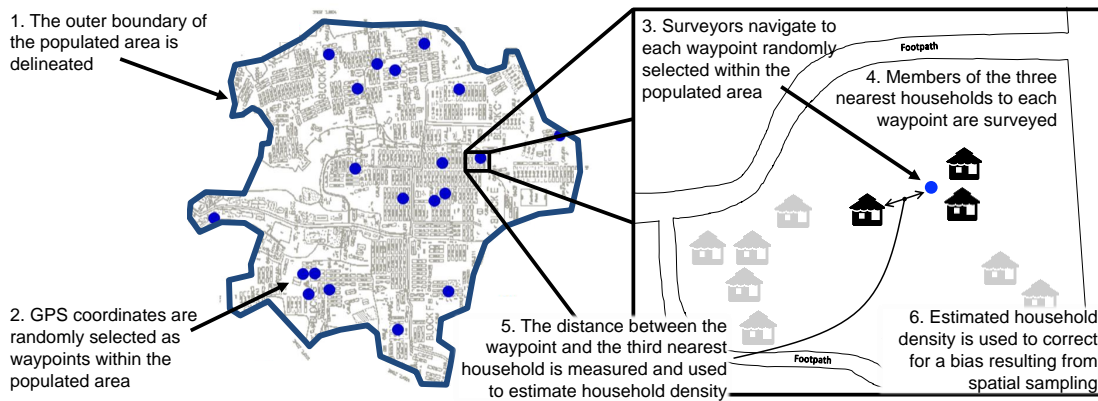 1. The outer boundary of
the populated area is
delineated
2. GPS coordinates are
randomly selected as
waypoints within the
populated area
3. Surveyors navigate to
each waypoint randomly
selected within the
populated area
Footpath
4. Members of the three
nearest households to each
waypoint are surveyed
5. The distance between the
waypoint and the third nearest
household is measured and used
to estimate household density
Footpath
6. Estimated household
density is used to correct
for a bias resulting from
spatial sampling
BLOCK F